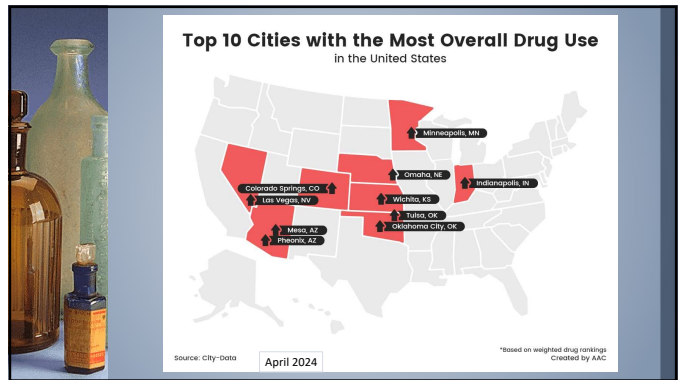 Top 10 Cities with the Most Overall Drug Use
in the United States
Minneapolis, MN
Omaha, NE
Indianapolis, IN
Colorado Springs, CO
Las Vegas, NV
Wichita, KS
Tulsa, OK
Oklahoma City, OK
Mesa, AZ
Pheonix, AZ
*Based on weighted drug rankings
Source: City-Data
April 2024
Created by AAC